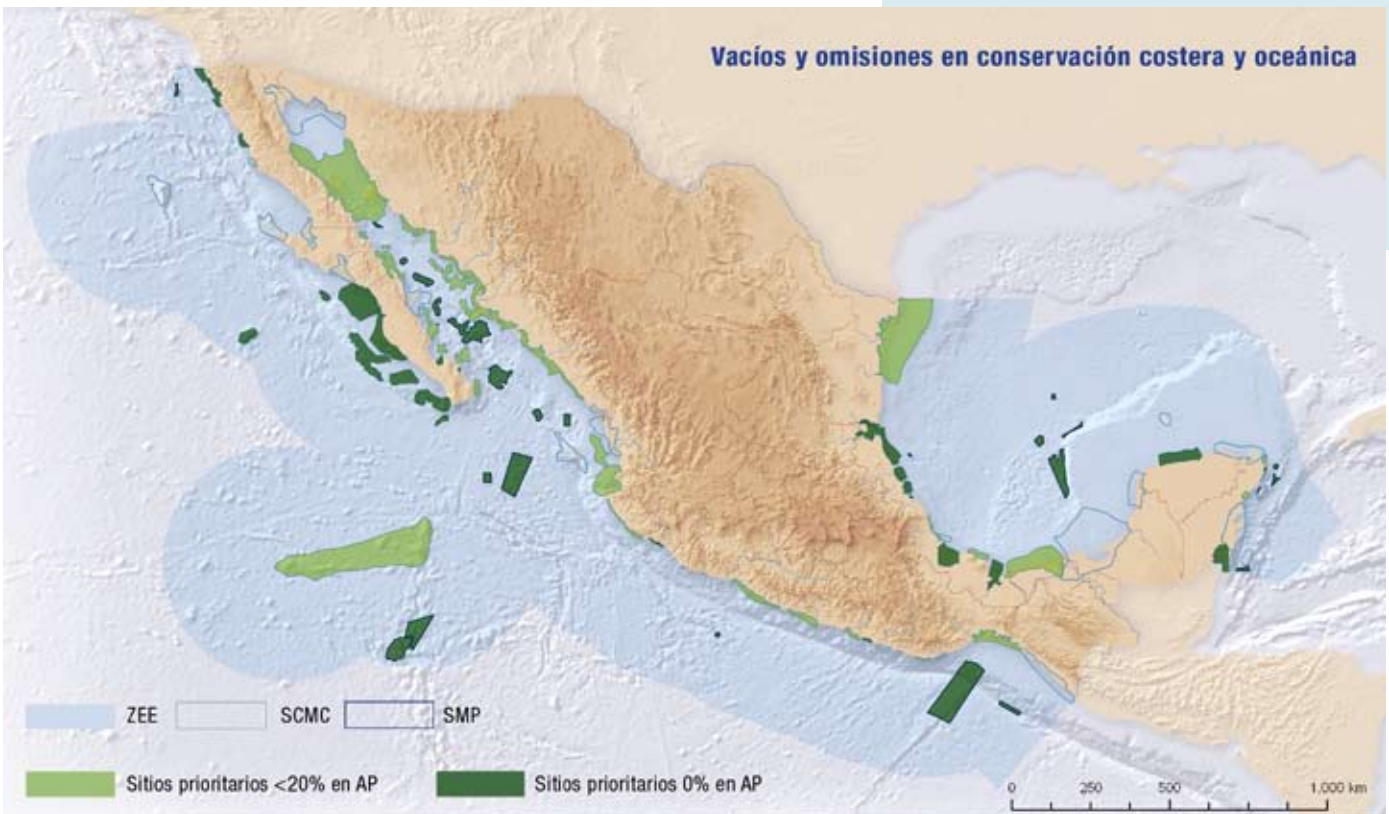 Vacíos y omisiones en conservación costera y oceánica
ZEE SCMC SMP
Sitios prioritarios <20% en AP Sitios prioritarios 0% en AP
0 250 500 1,000 km